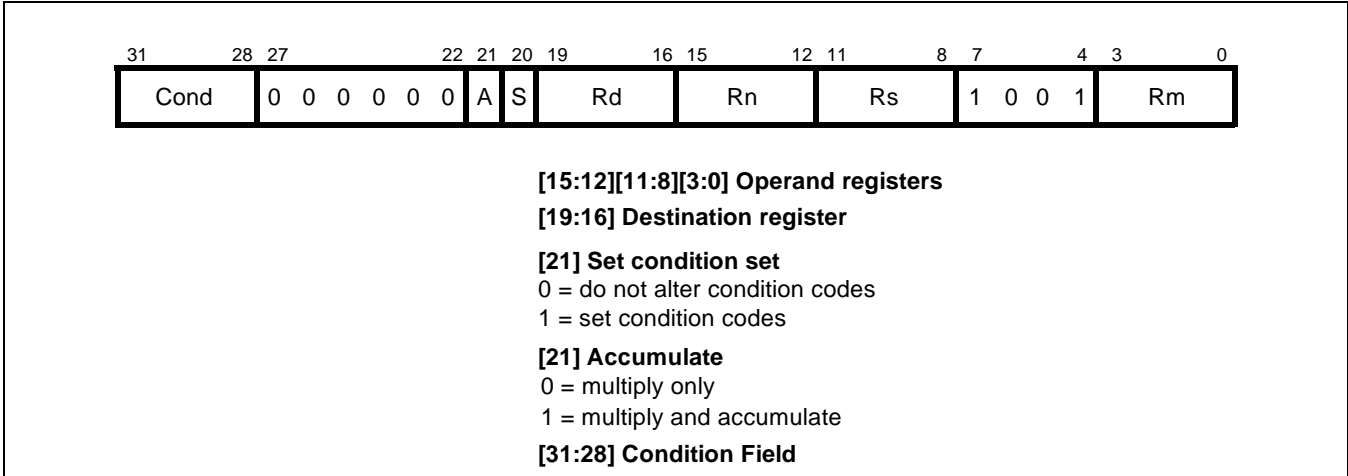 31 28 27 22 21 20 19 16 15 12 11 8 7 4 3 0
Cond 0 0 0 0 0 0 A S Rd Rn Rs 1 0 0 1 Rm
[15:12][11:8][3:0] Operand registers
[19:16] Destination register
[21] Set condition set
0 = do not alter condition codes
1 = set condition codes
[21] Accumulate
0 = multiply only
1 = multiply and accumulate
[31:28] Condition Field